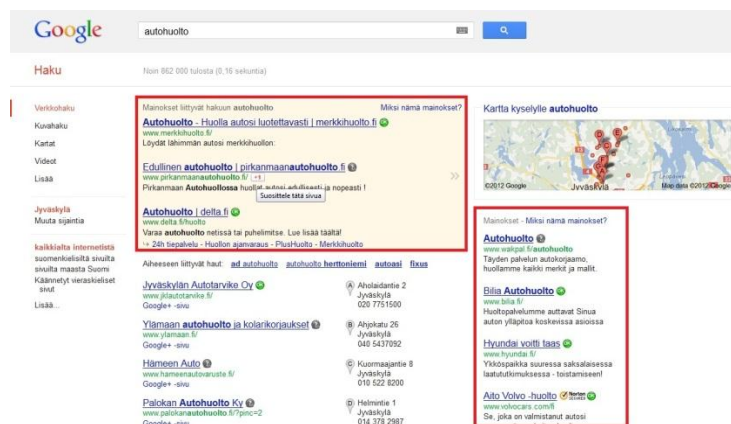 Google
autohuolto
Haku
Noin 862 000 tulosta (0,16 sekuntia)
Verkkohaku
Kuvahaku
Kartat
Videot
Lisää
Jyväskylä
Muuta sijaintia
kaikkialta internetistä
suomenkielisiltä sivuilta
sivuilta maasta Suomi
Käännetyt vieraskieliset
sivut
Lisää...
Mainokset liittyvät hakuun autohuolto
Miksi nämä mainokset?
Autohuolto - Huolla autosi luotettavasti | merkkihuolto.fi
www.merkkihuolto.fi/
Löydät lähimmän autosi merkkihuollon:
Edullinen autohuolto | pirkanmaanautohuolto.fi
www.pirkanmaanautohuolto.fi/ +1
Pirkanmaan Autohuollossa huollat autosi edullisesti ja nopeasti !
Suosittele tätä sivua
Autohuolto | delta.fi
www.delta.fi/huolto
Varaa autohuolto netissä tai puhelimitse. Lue lisää täältä!
24h tiepalvelu - Huollon ajanvaraus - PlusHuolto - Merkkihuolto
Aiheeseen liittyvät haut: ad autohuolto autohuolto herttoniemi autoasi fixus
Jyväskylän Autotarvike Oy
www.jklautotarvike.fi/
Google+ -sivu
A Aholaidantie 2
Jyväskylä
020 7751500
Ylämaan autohuolto ja kolarikorjaukset
www.ylamaan.fi/
Google+ -sivu
B Ahjokatu 26
Jyväskylä
040 5437092
Hämeen Auto
www.hameenautovaruste.fi/
Google+ -sivu
C Kuormaajantie 8
Jyväskylä
010 522 8200
Palokan Autohuolto Ky
www.palokanautohuolto.fi/?pinc=2
Google+ -sivu
D Helmintie 1
Jyväskylä
014 378 2987
Kartta kyselylle autohuolto
Jyväskylä
©2012 Google
Map data ©2012 Google
Mainokset - Miksi nämä mainokset?
Autohuolto
www.wakpal.fi/autohuolto
Täyden palvelun autokorjaamo,
huollamme kaikki merkit ja mallit.
Bilia Autohuolto
www.bilia.fi/
Huoltopalvelumme auttavat Sinua
auton ylläpitoa koskevissa asioissa
Hyundai voitti taas
www.hyundai.fi/
Ykköspaikka suuressa saksalaisessa
laatututkimuksessa - toistamiseen!
Aito Volvo -huolto Norton
www.volvocars.com/fi
Se, joka on valmistanut autosi